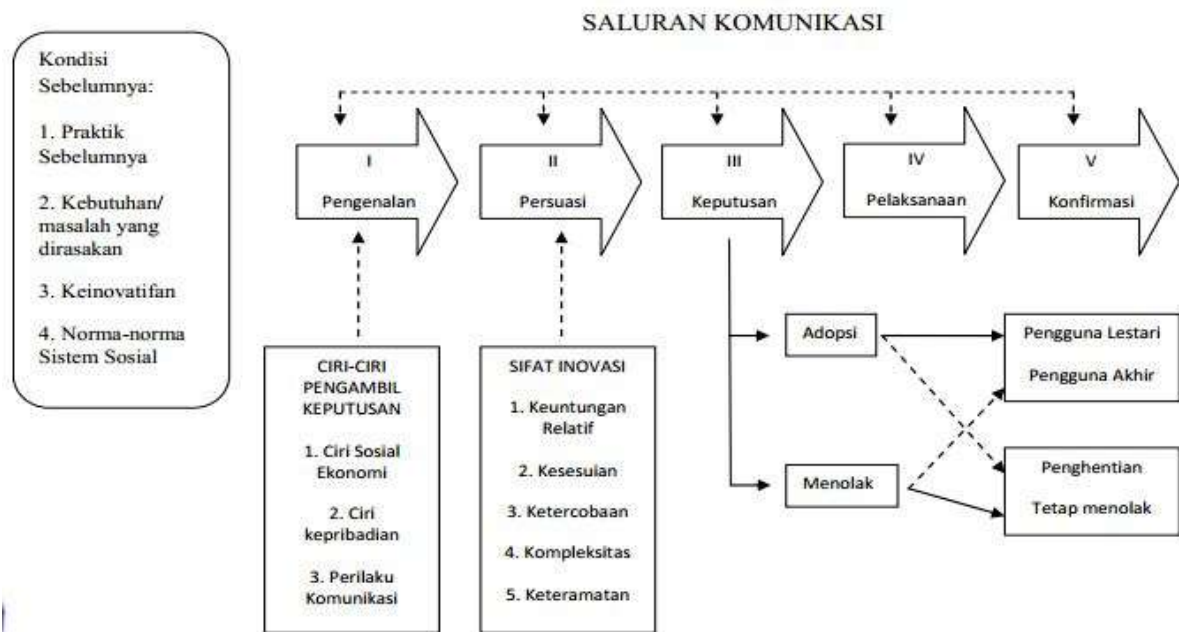 SALURAN KOMUNIKASI
Kondisi
Sebelumnya:
1. Praktik
Sebelumnya
2. Kebutuhan/
masalah yang
dirasakan
3. Keinovatifan
4. Norma-norma
Sistem Sosial
I
Pengenalan
II
Persuasi
III
Keputusan
IV
Pelaksanaan
V
Konfirmasi
CIRI-CIRI
PENGAMBIL
KEPUTUSAN
1. Ciri Sosial
Ekonomi
2. Ciri
kepribadian
3. Perilaku
Komunikasi
SIFAT INOVASI
1. Keuntungan
Relatif
2. Kesesuian
3. Ketercobaan
4. Kompleksitas
5. Keteramatan
Adopsi
Menolak
Pengguna Lestari
Pengguna Akhir
Penghentian
Tetap menolak